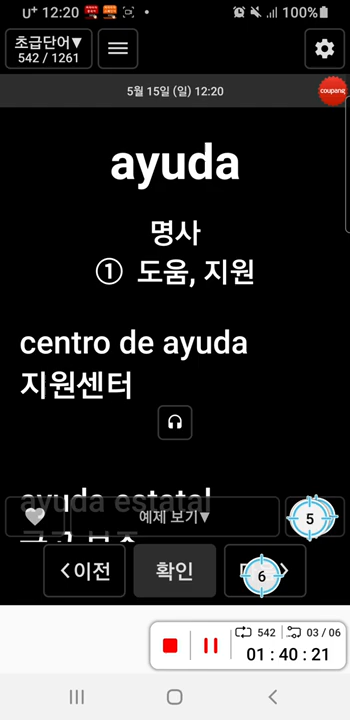 U⁺ 12:20 100%
초급단어▼
542 / 1261
5월 15일 (일) 12:20
coupang
ayuda
명사
① 도움, 지원
centro de ayuda
지원센터
ayuda estatal
예제 보기▼
5
이전
확인
6
542 03 / 06
01 : 40 : 21